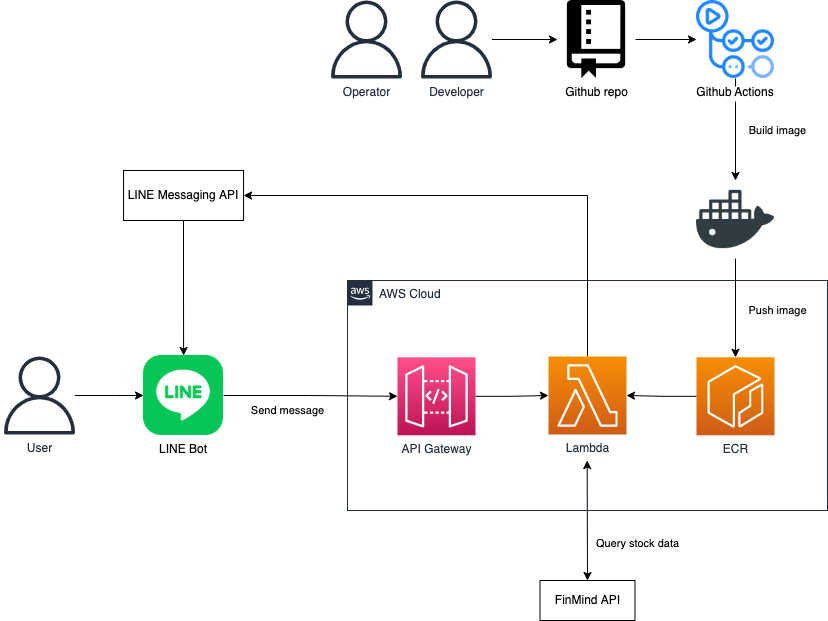 Operator
Developer
Github repo
Github Actions
Build image
LINE Messaging API
aws
AWS Cloud
Push image
LINE
</>
Send message
User
LINE Bot
API Gateway
Lambda
ECR
Query stock data
FinMind API